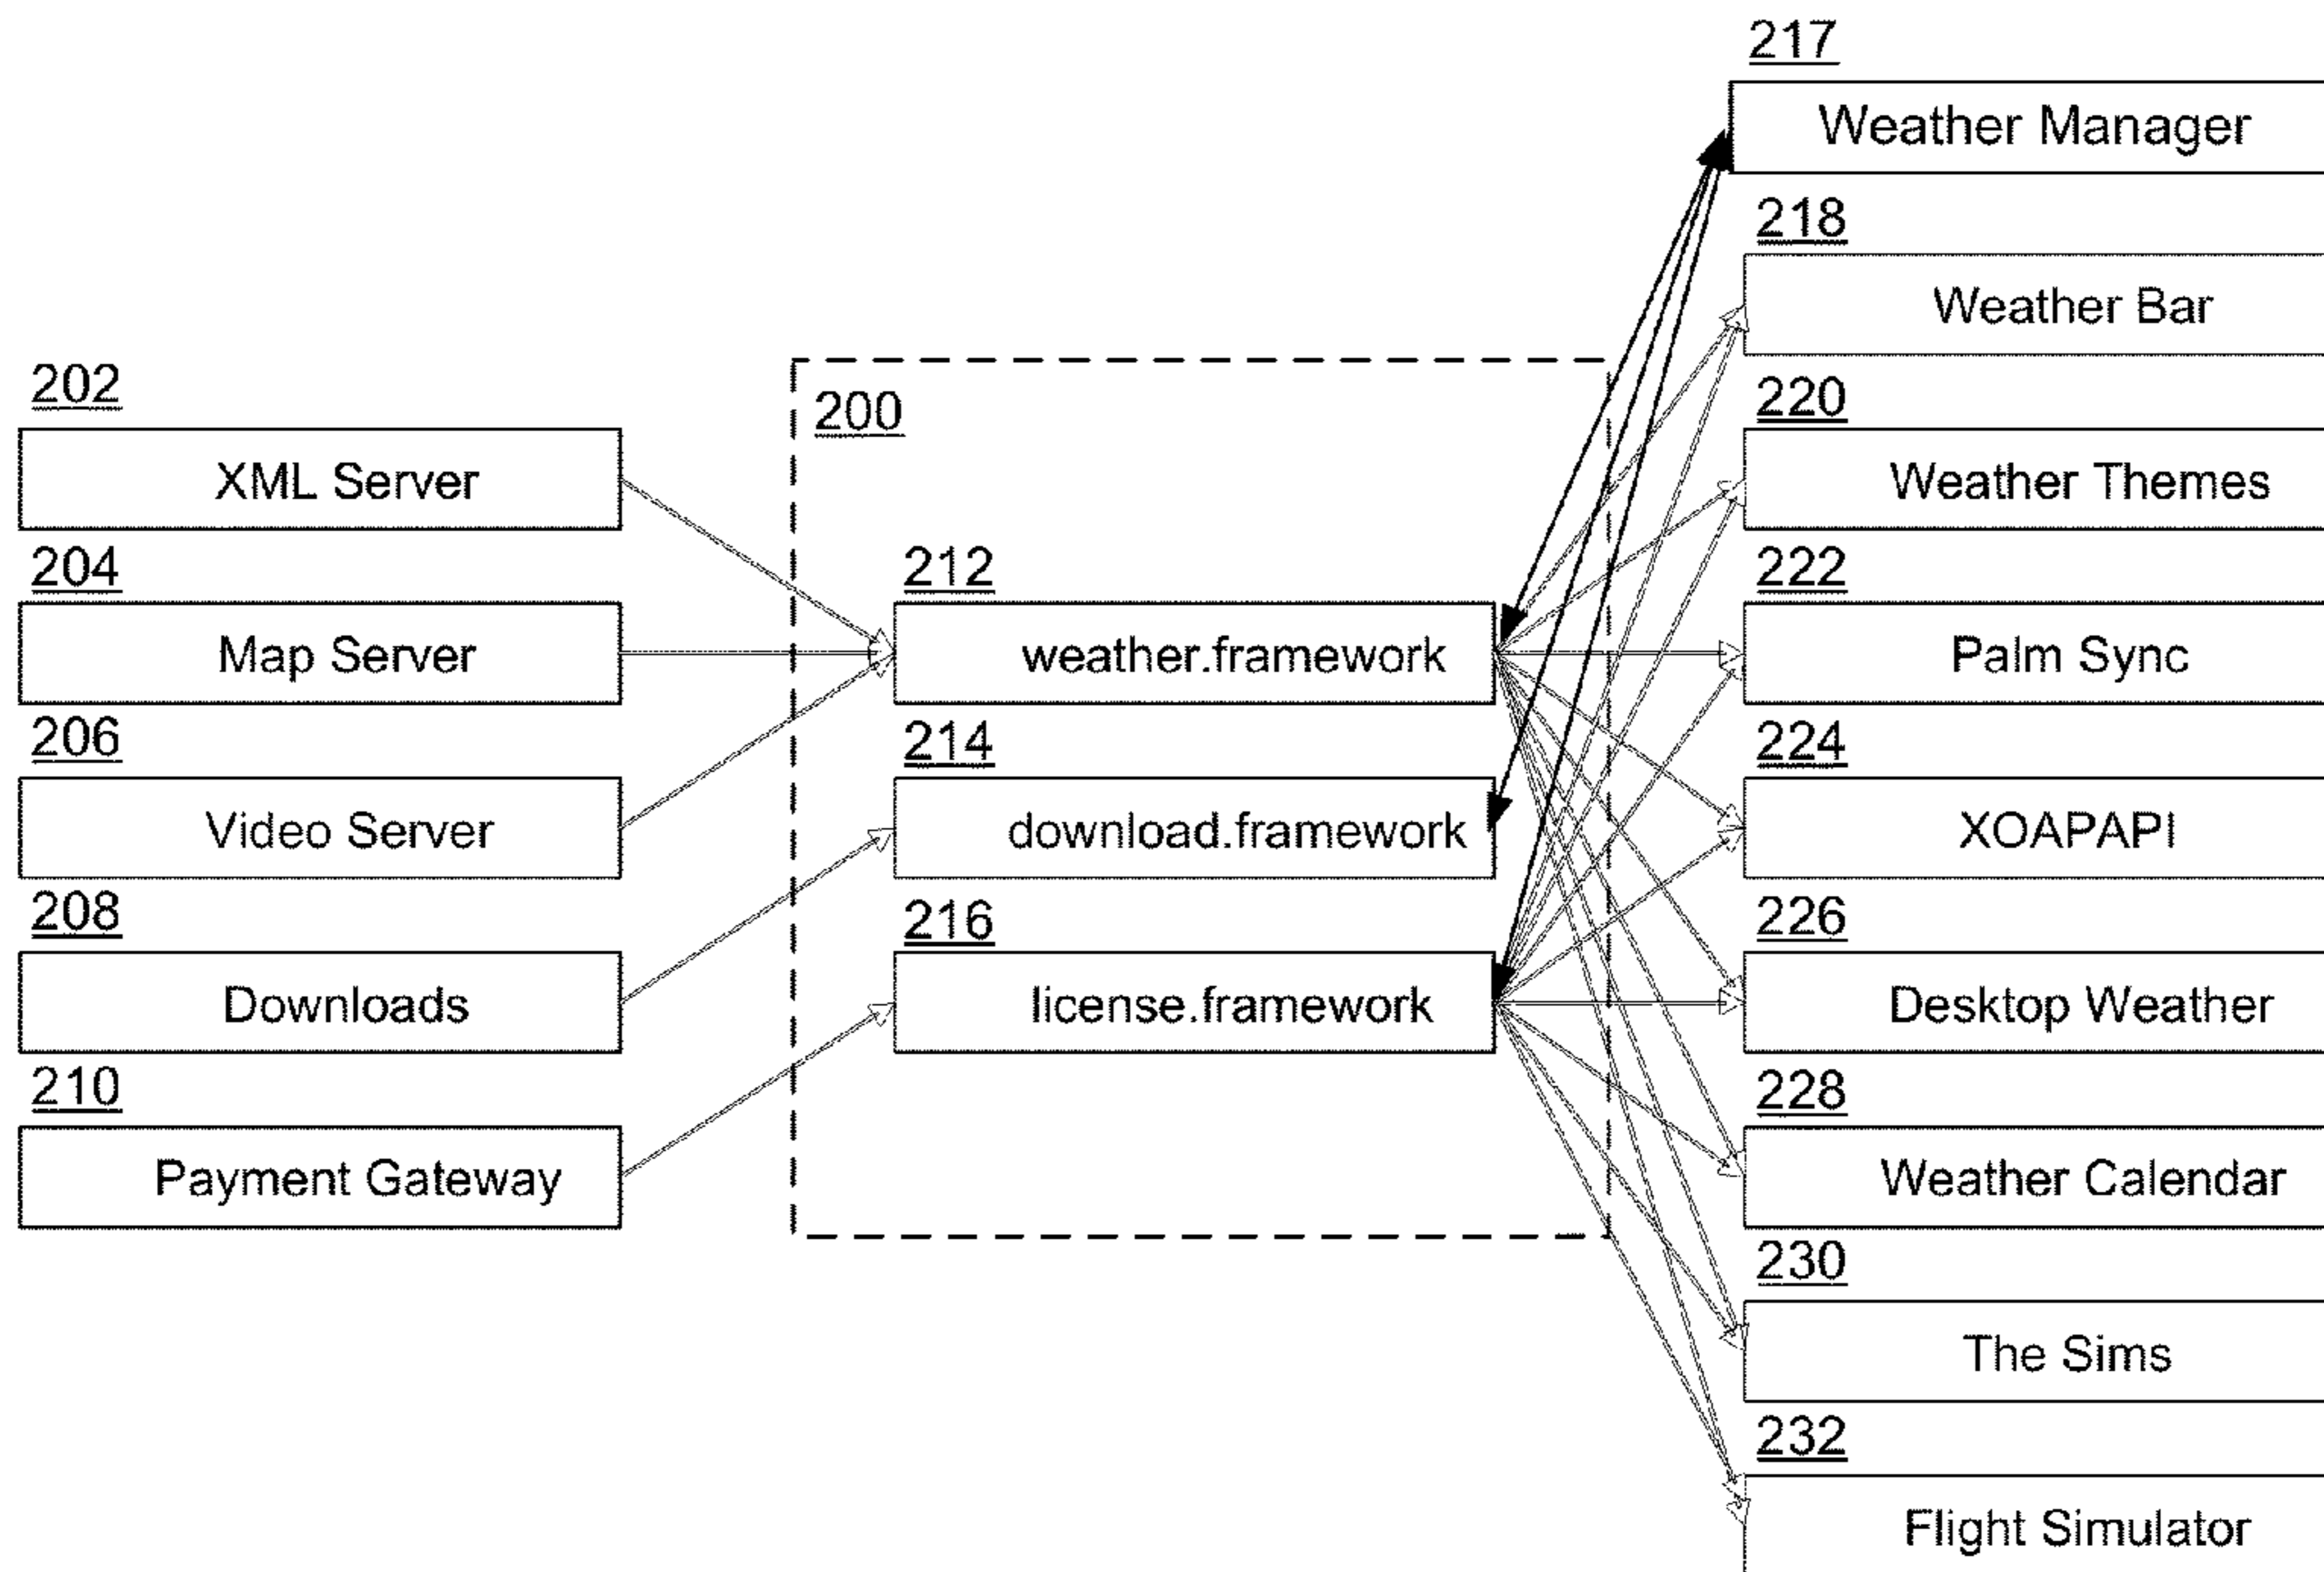 217
Weather Manager
218
Weather Bar
202
200
220
XML Server
Weather Themes
204
212
222
Map Server
weather.framework
Palm Sync
206
214
224
Video Server
download.framework
XOAPAPI
208
216
226
Downloads
license.framework
Desktop Weather
210
228
Payment Gateway
Weather Calendar
230
The Sims
232
Flight Simulator